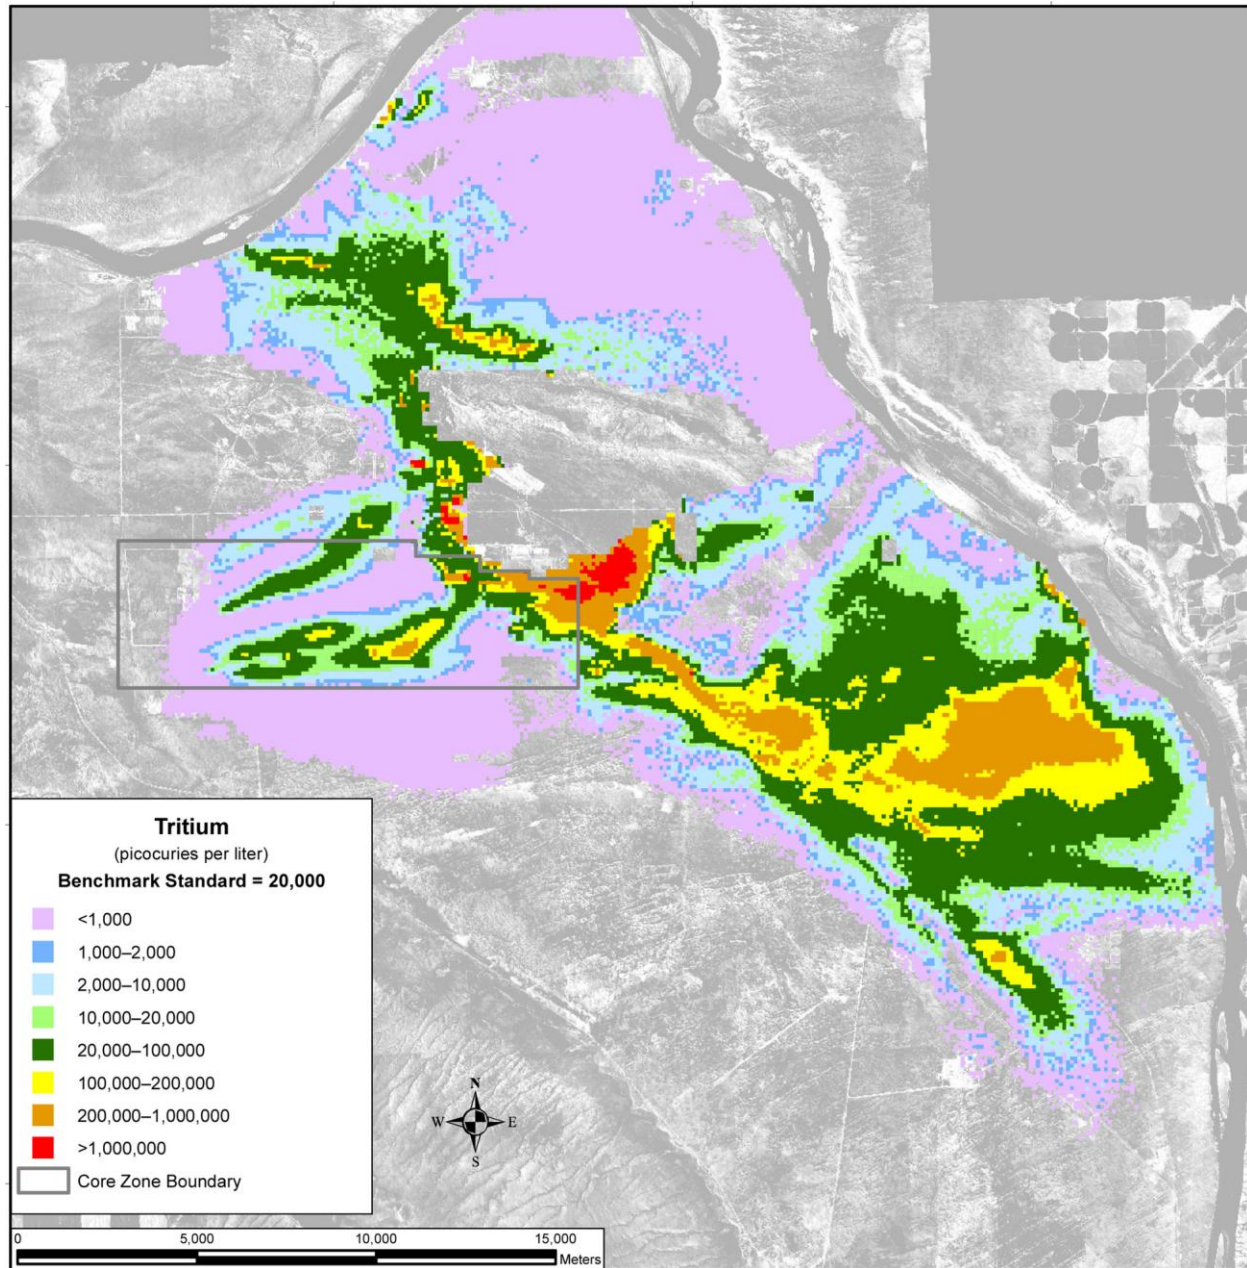 Tritium
(picocuries per liter)
Benchmark Standard = 20,000
<1,000
1,000–2,000
2,000–10,000
10,000–20,000
20,000–100,000
100,000–200,000
200,000–1,000,000
>1,000,000
Core Zone Boundary
N
W E
S
0 5,000 10,000 15,000
Meters